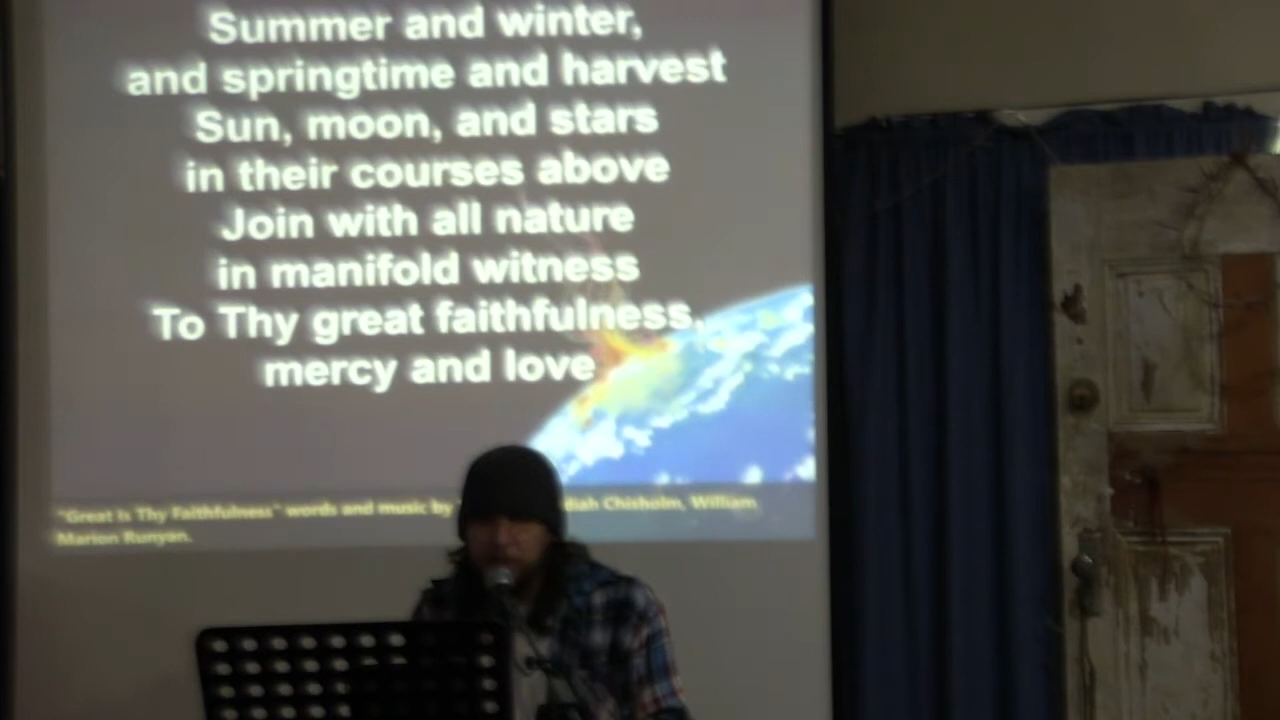 Summer and winter,
and springtime and harvest
Sun, moon, and stars
in their courses above
Join with all nature
in manifold witness
To Thy great faithfulness,
mercy and love
"Great Is Thy Faithfulness" words and music by Chisholm, William
Marion Runyan.